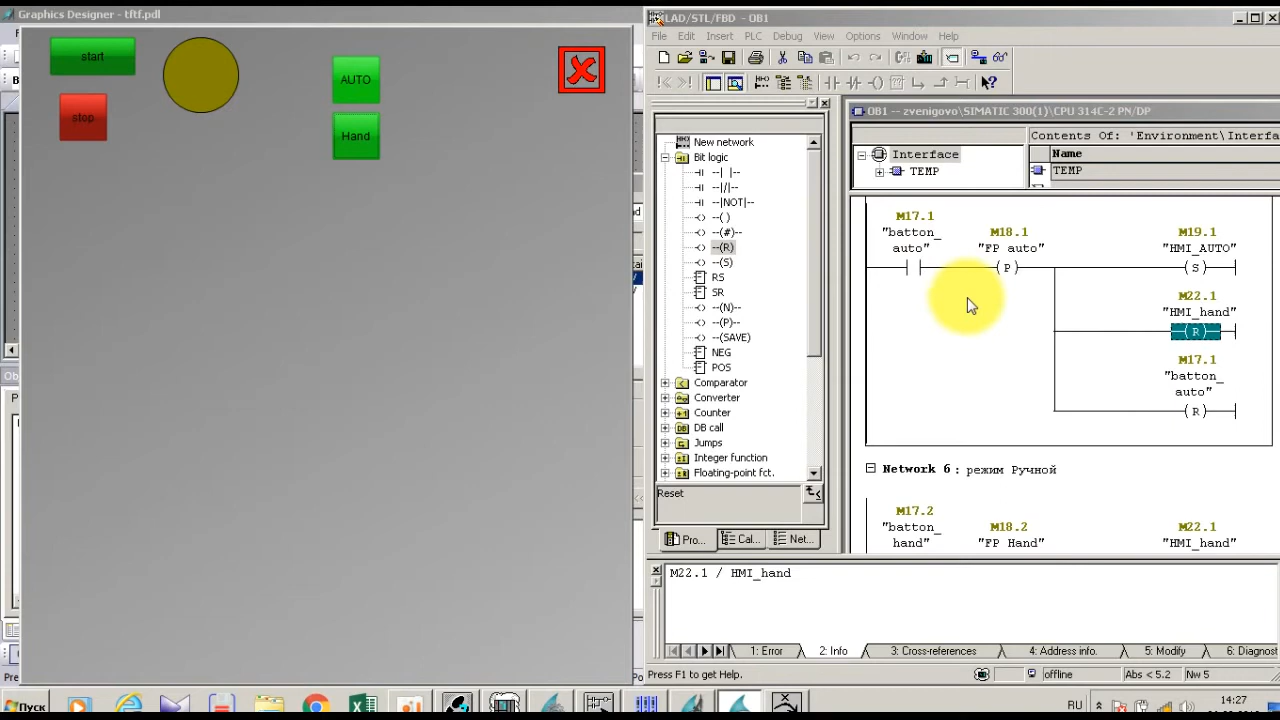 Graphics Designer - tftf.pdl
start
stop
AUTO
Hand
LAD/STL/FBD - OB1
File Edit Insert PLC Debug View Options Window Help
OB1 -- zvenigovo\SIMATIC 300(1)\CPU 314C-2 PN/DP
New network
Bit logic
--| |--
--|/|--
--|NOT|--
--( )
--(#)--
--(R)
--(S)
RS
SR
--(N)--
--(P)--
--(SAVE)
NEG
POS
Comparator
Converter
Counter
DB call
Jumps
Integer function
Floating-point fct.
Reset
Pro...
Cal...
Net...
Contents Of: 'Environment\Interfa
Interface
TEMP
Name
TEMP
M17.1
"batton_
auto"
M18.1
"FP auto"
P
M19.1
"HMI_AUTO"
S
M22.1
"HMI_hand"
R
M17.1
"batton_
auto"
R
Network 6 : режим Ручной
M17.2
"batton_
hand"
M18.2
"FP Hand"
M22.1
"HMI_hand"
M22.1 / HMI_hand
1: Error
2: Info
3: Cross-references
4: Address info.
5: Modify
6: Diagnost
Press F1 to get Help.
offline
Abs < 5.2
Nw 5
Пуск
RU
14:27